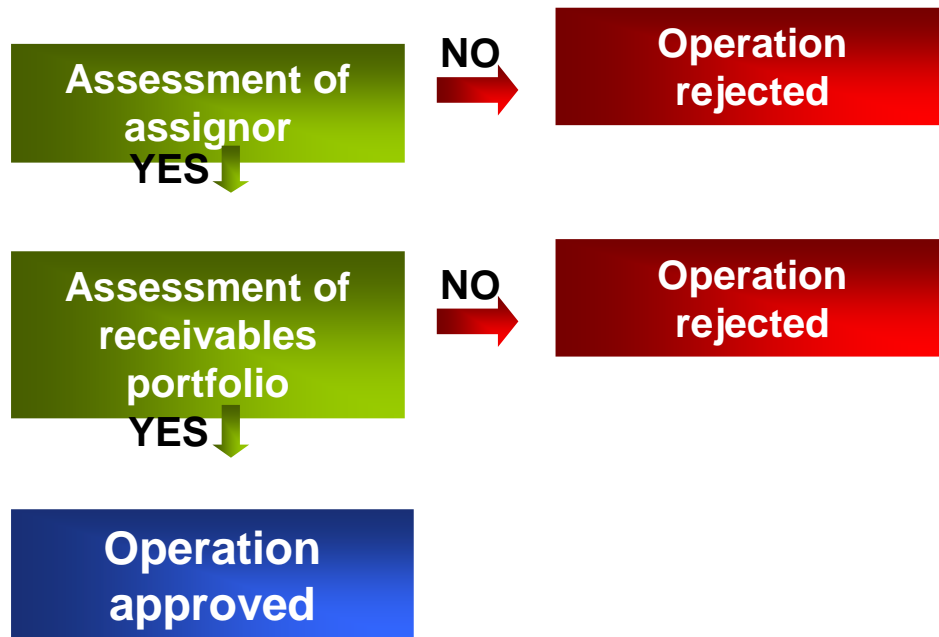 Assessment of
assignor
NO
Operation
rejected
YES
Assessment of
receivables
portfolio
NO
Operation
rejected
YES
Operation
approved